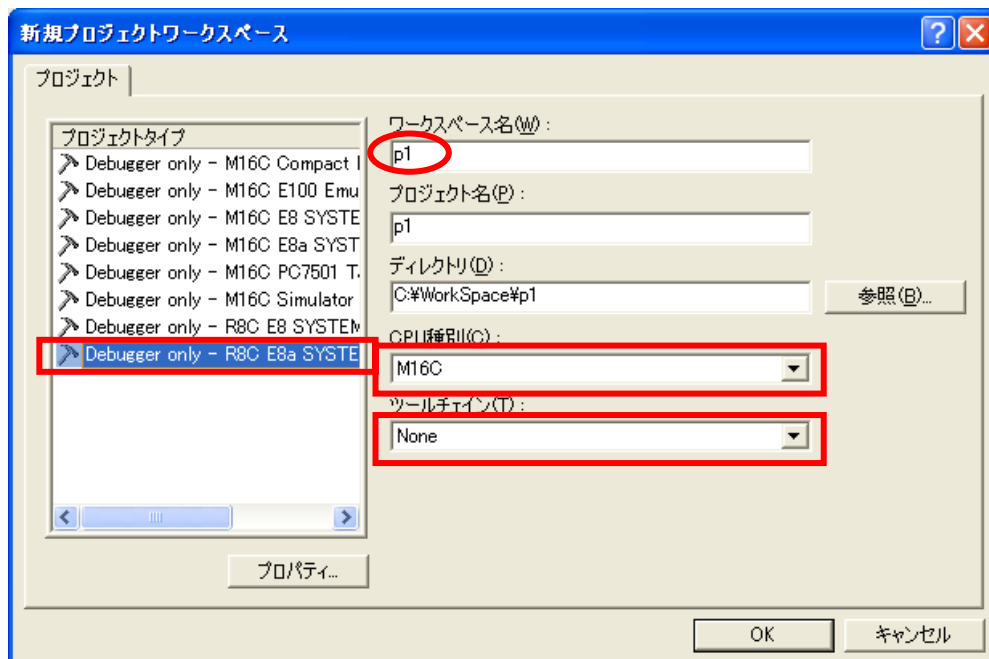 新規プロジェクトワークスペース
プロジェクト
プロジェクトタイプ
Debugger only - M16C Compact
Debugger only - M16C E100 Emu
Debugger only - M16C E8 SYSTE
Debugger only - M16C E8a SYST
Debugger only - M16C PC7501 T.
Debugger only - M16C Simulator
Debugger only - R8C E8 SYSTEM
Debugger only - R8C E8a SYSTE
プロパティ...
ワークスペース名(W):
p1
プロジェクト名(P):
p1
ディレクトリ(D):
C:¥WorkSpace¥p1
参照(B)...
CPU種別(C):
M16C
ツールチェイン(T):
None
OK
キャンセル